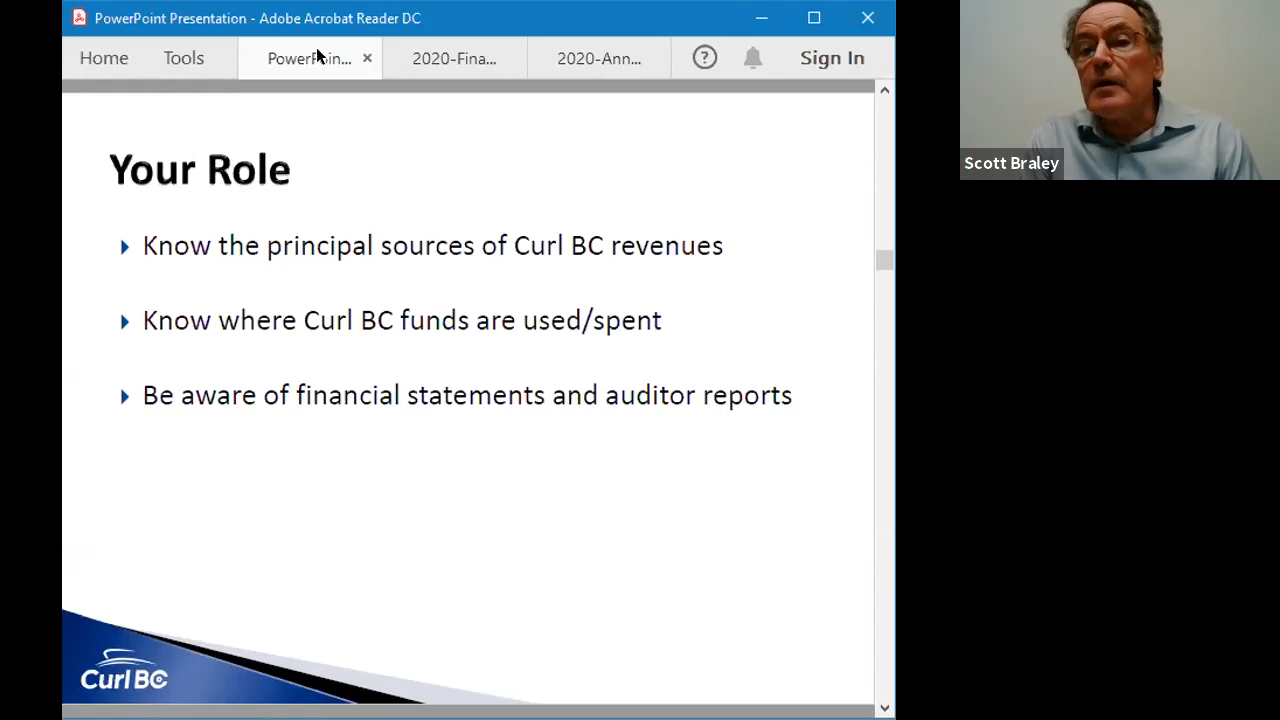 PowerPoint Presentation - Adobe Acrobat Reader DC
Home Tools PowerPoin... × 2020-Fina... 2020-Ann... ? Sign In
Scott Braley
Your Role
Know the principal sources of Curl BC revenues
Know where Curl BC funds are used/spent
Be aware of financial statements and auditor reports
Curl BC